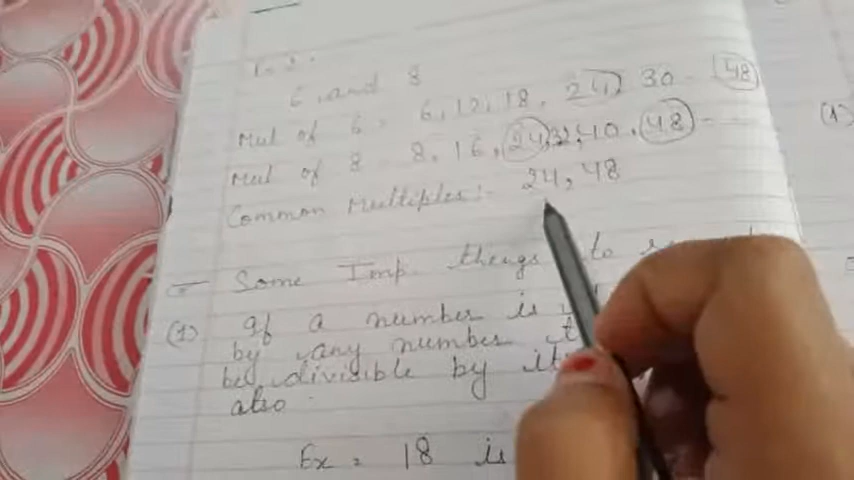 6 and 8
Mul of 6 = 6, 12, 18, 24, 30 - 48
Mul of 8 = 8, 16, 24, 32, 40, 48 ----
Common Multiples:- 24, 48
Some Imp. things to
(1) If a number is
by any number
be divisible by it
also.
Ex = 18 is
(1)